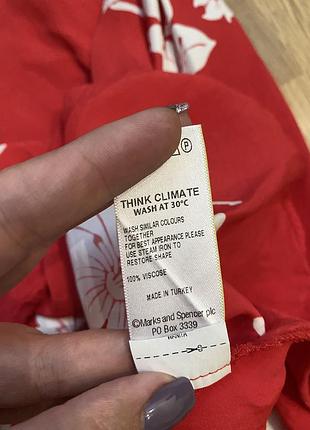 P
THINK CLIMATE
WASH AT 30°C
WASH SIMILAR COLOURS
TOGETHER
FOR BEST APPEARANCE PLEASE
USE STEAM IRON TO
RESTORE SHAPE
100% VISCOSE
MADE IN TURKEY
©Marks and Spencer plc
PO Box 3339